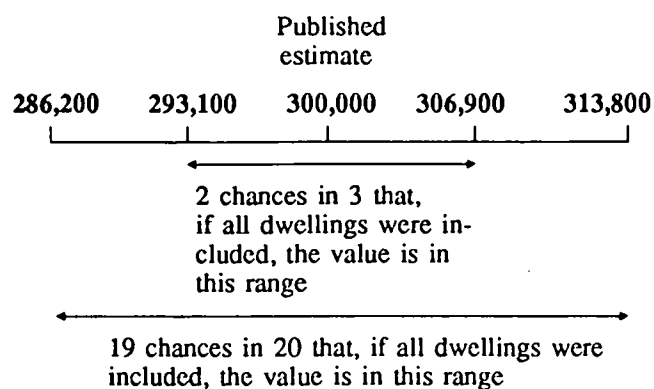 Published
estimate
286,200 293,100 300,000 306,900 313,800
2 chances in 3 that,
if all dwellings were in-
cluded, the value is in
this range
19 chances in 20 that, if all dwellings were
included, the value is in this range